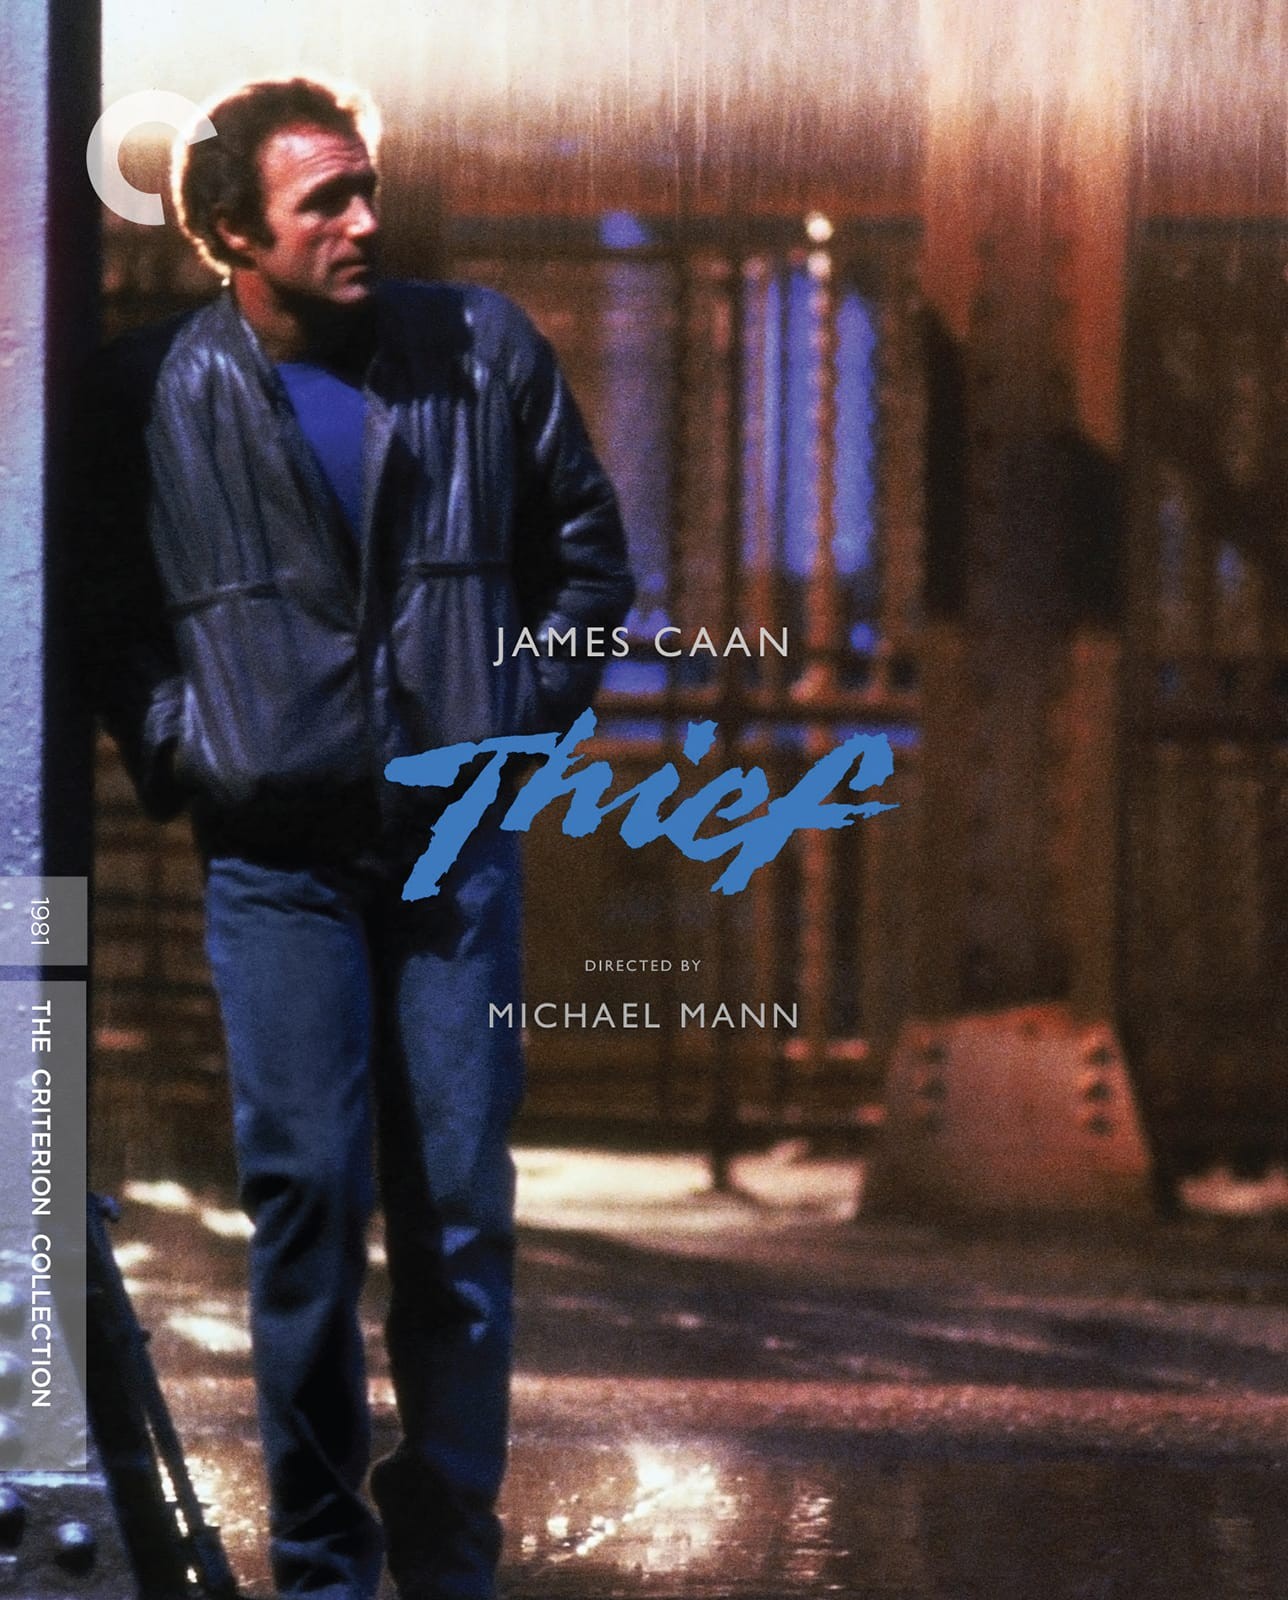 JAMES CAAN
Thief
DIRECTED BY
MICHAEL MANN
1981
THE CRITERION COLLECTION